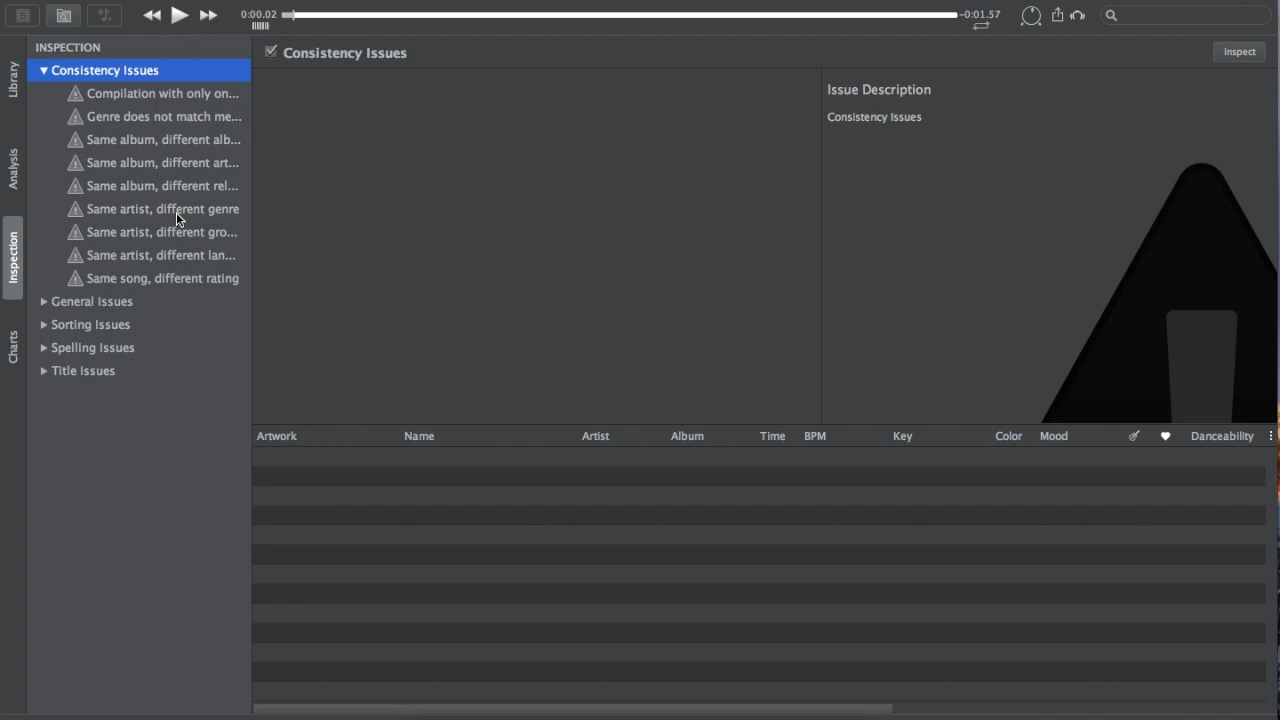 0:00.02
-0:01.57
INSPECTION
Consistency Issues
Compilation with only on...
Genre does not match me...
Same album, different alb...
Same album, different art...
Same album, different rel...
Same artist, different genre
Same artist, different gro...
Same artist, different lan...
Same song, different rating
General Issues
Sorting Issues
Spelling Issues
Title Issues
Library
Analysis
Inspection
Charts
Consistency Issues
Inspect
Issue Description
Consistency Issues
Artwork Name Artist Album Time BPM Key Color Mood Danceability